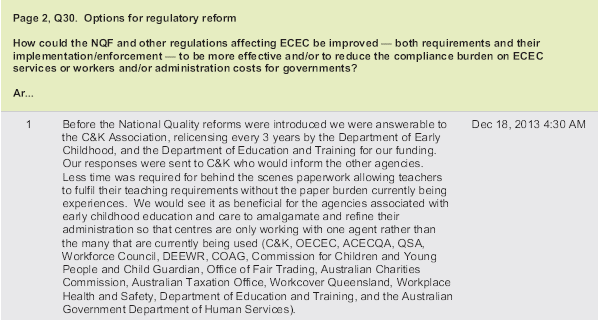 Page 2, Q30.  Options for regulatory reform
How could the NQF and other regulations affecting ECEC be improved — both requirements and their
implementation/enforcement — to be more effective and/or to reduce the compliance burden on ECEC
services or workers and/or administration costs for governments?
Ar...
1 Before the National Quality reforms were introduced we were answerable to Dec 18, 2013 4:30 AM
the C&K Association, relicensing every 3 years by the Department of Early
Childhood, and the Department of Education and Training for our funding.
Our responses were sent to C&K who would inform the other agencies.
Less time was required for behind the scenes paperwork allowing teachers
to fulfil their teaching requirements without the paper burden currently being
experiences.  We would see it as beneficial for the agencies associated with
early childhood education and care to amalgamate and refine their
administration so that centres are only working with one agent rather than
the many that are currently being used (C&K, OECEC, ACECQA, QSA,
Workforce Council, DEEWR, COAG, Commission for Children and Young
People and Child Guardian, Office of Fair Trading, Australian Charities
Commission, Australian Taxation Office, Workcover Queensland, Workplace
Health and Safety, Department of Education and Training, and the Australian
Government Department of Human Services).